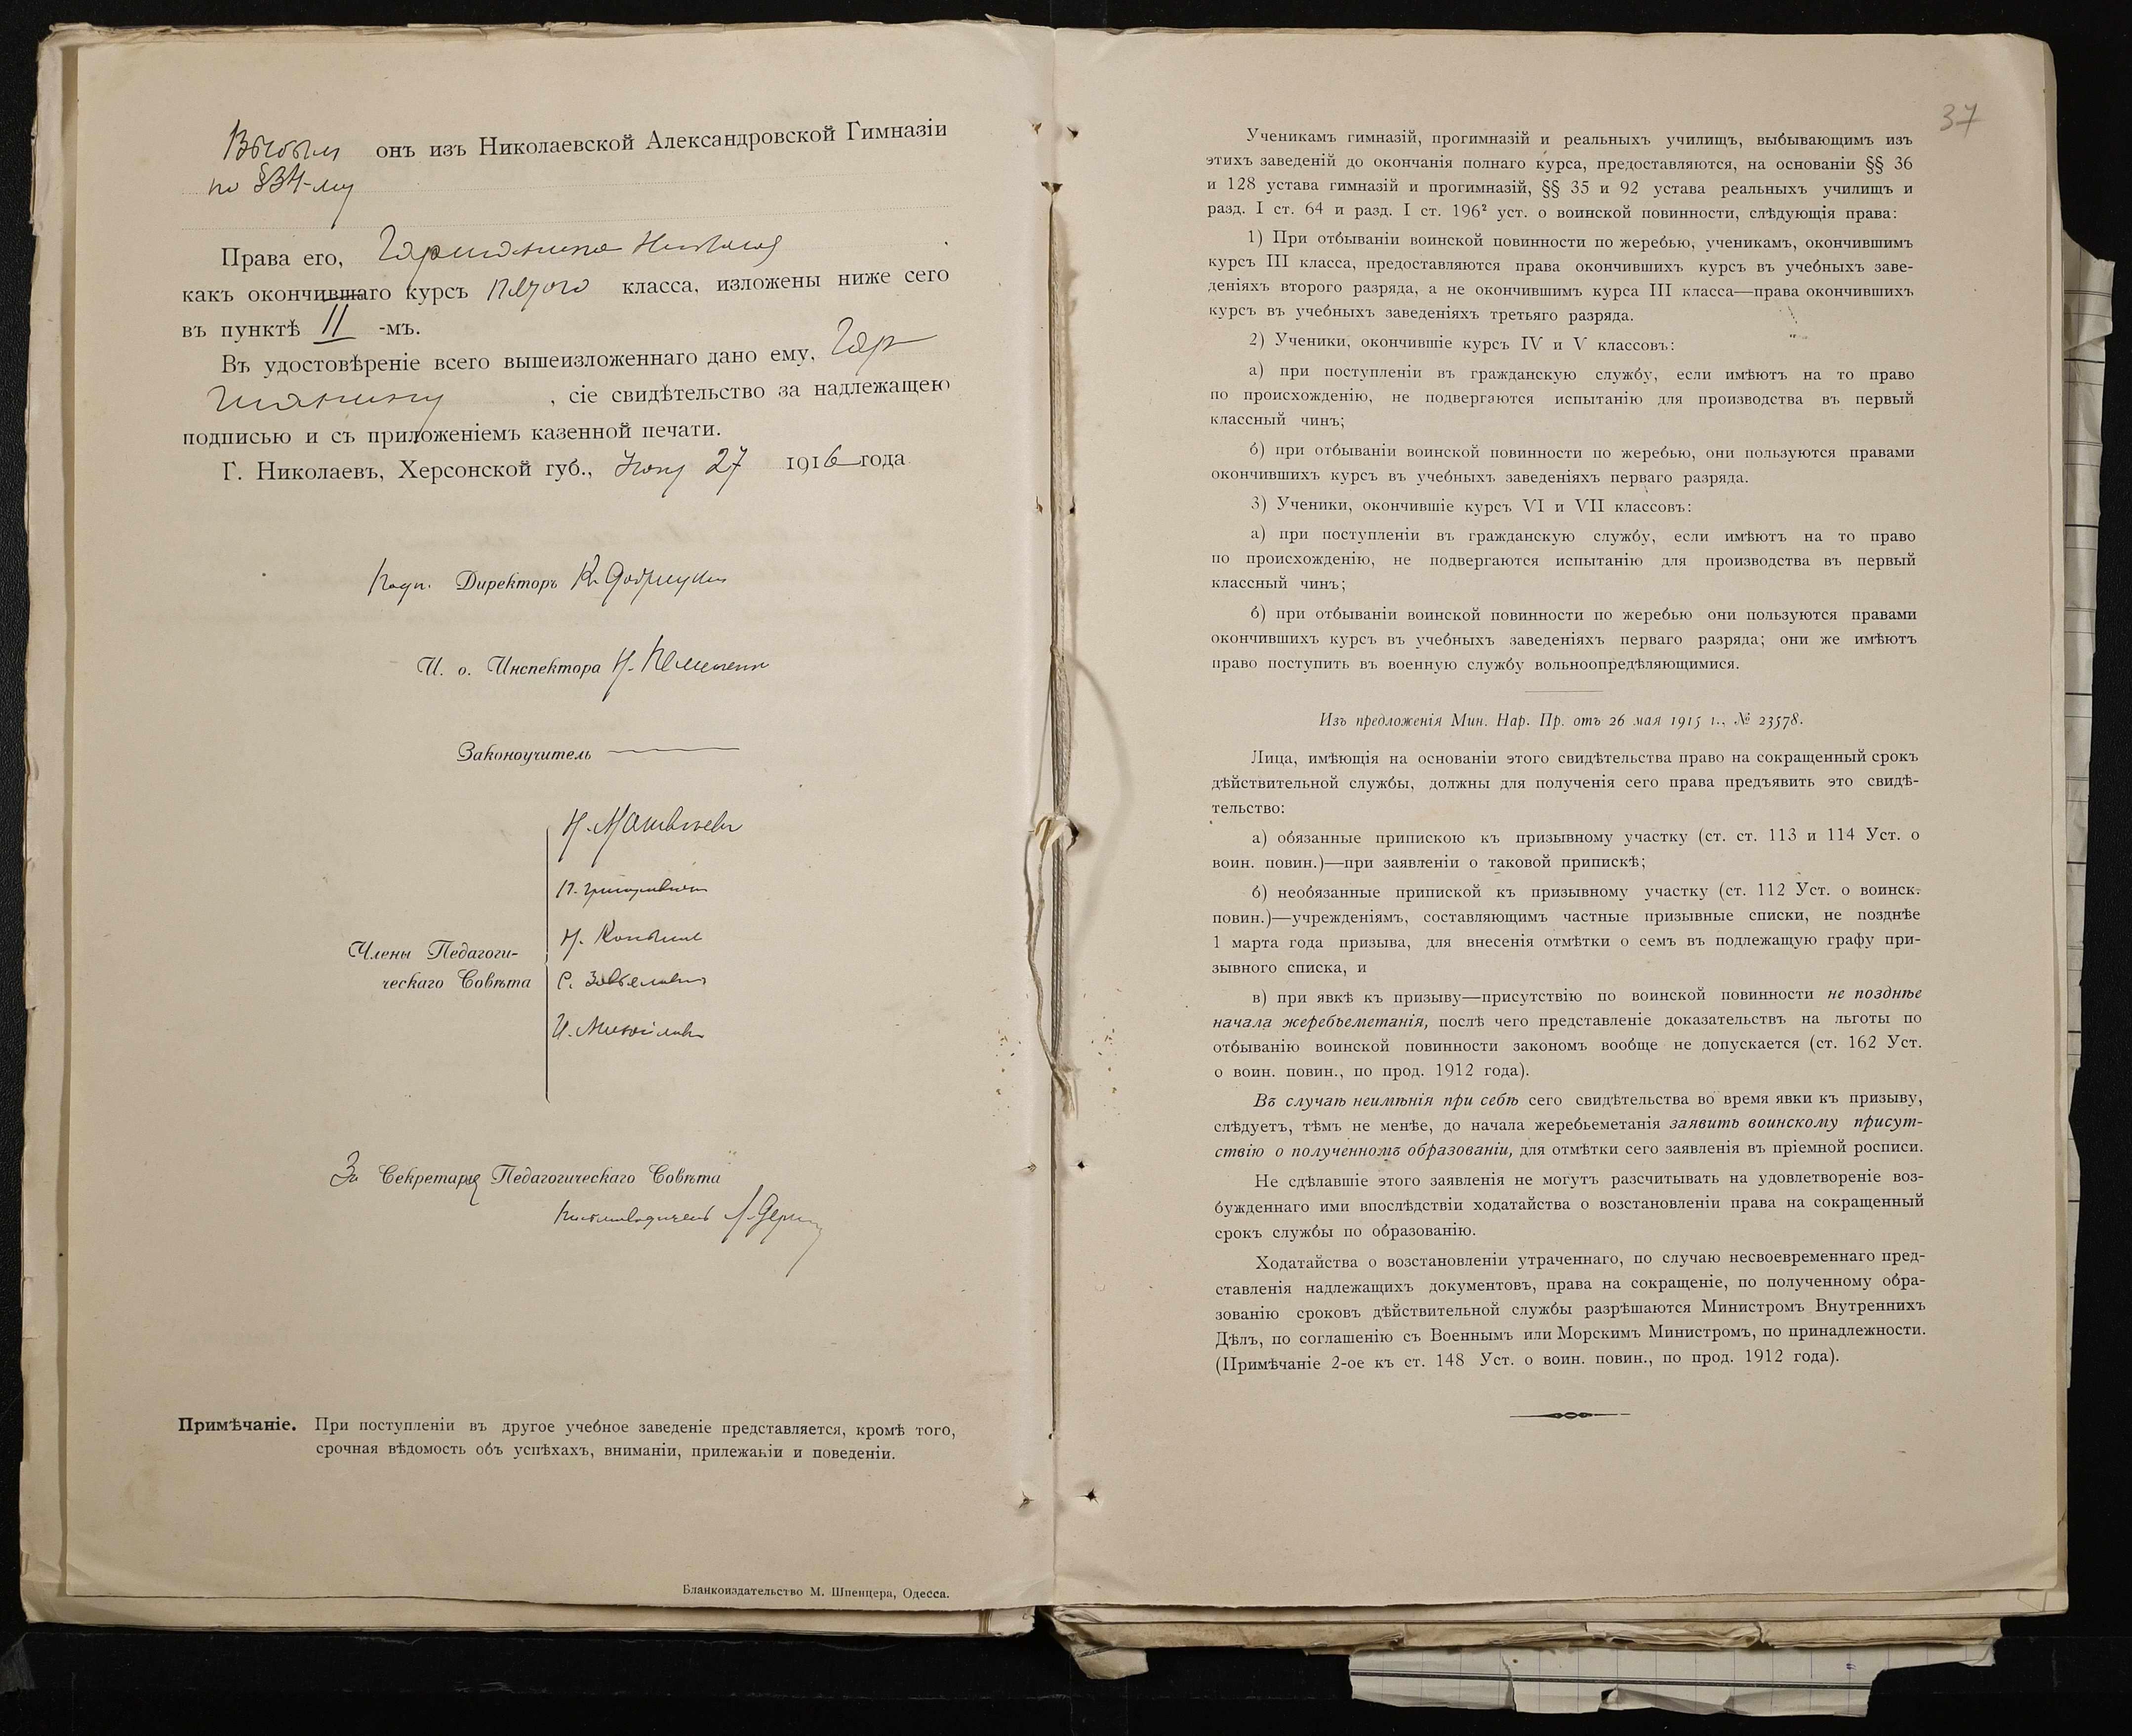 Выбылъ онъ изъ Николаевской Александровской Гимназіи
по §34-му
Права его, Гаршянина Николая
какъ окончившаго курсъ пятого класса, изложены ниже сего
въ пунктѣ II -мъ.
Въ удостовѣреніе всего вышеизложеннаго дано ему, Гар
шянину, сіе свидѣтельство за надлежащею
подписью и съ приложеніемъ казенной печати.
Г. Николаевъ, Херсонской губ., 27 1916 года
Подп. Директоръ К.
И. о. Инспектора Н.
Законоучитель
Н. Матвѣевъ
П. Григоровичъ
Н.
Члены Педагоги-
ческаго Совѣта
С. Завьяловъ
И. Михайловъ
За Секретаря Педагогическаго Совѣта
Примѣчаніе. При поступленіи въ другое учебное заведеніе представляется, кромѣ того,
срочная вѣдомость объ успѣхахъ, вниманіи, прилежаніи и поведеніи.
Бланкоиздательство М. Шпенцера, Одесса.
37
Ученикамъ гимназій, прогимназій и реальныхъ училищъ, выбывающимъ изъ
этихъ заведеній до окончанія полнаго курса, предоставляются, на основаніи §§ 36
и 128 устава гимназій и прогимназій, §§ 35 и 92 устава реальныхъ училищъ и
разд. I ст. 64 и разд. I ст. 196² уст. о воинской повинности, слѣдующія права:
1) При отбываніи воинской повинности по жеребью, ученикамъ, окончившимъ
курсъ III класса, предоставляются права окончившихъ курсъ въ учебныхъ заве-
деніяхъ второго разряда, а не окончившимъ курса III класса—права окончившихъ
курсъ въ учебныхъ заведеніяхъ третьяго разряда.
2) Ученики, окончившіе курсъ IV и V классовъ:
а) при поступленіи въ гражданскую службу, если имѣютъ на то право
по происхожденію, не подвергаются испытанію для производства въ первый
классный чинъ;
б) при отбываніи воинской повинности по жеребью, они пользуются правами
окончившихъ курсъ въ учебныхъ заведеніяхъ перваго разряда.
3) Ученики, окончившіе курсъ VI и VII классовъ:
а) при поступленіи въ гражданскую службу, если имѣютъ на то право
по происхожденію, не подвергаются испытанію для производства въ первый
классный чинъ;
б) при отбываніи воинской повинности по жеребью они пользуются правами
окончившихъ курсъ въ учебныхъ заведеніяхъ перваго разряда; они же имѣютъ
право поступить въ военную службу вольноопредѣляющимися.
Изъ предложенія Мин. Нар. Пр. отъ 26 мая 1915 г., № 23578.
Лица, имѣющія на основаніи этого свидѣтельства право на сокращенный срокъ
дѣйствительной службы, должны для полученія сего права предъявить это свидѣ-
тельство:
а) обязанные припискою къ призывному участку (ст. ст. 113 и 114 Уст. о
воин. повин.)—при заявленіи о таковой припискѣ;
б) необязанные припиской къ призывному участку (ст. 112 Уст. о воинск.
повин.)—учрежденіямъ, составляющимъ частные призывные списки, не позднѣе
1 марта года призыва, для внесенія отмѣтки о семъ въ подлежащую графу при-
зывного списка, и
в) при явкѣ къ призыву—присутствію по воинской повинности не позднѣе
начала жеребьеметанія, послѣ чего представленіе доказательствъ на льготы по
отбыванію воинской повинности закономъ вообще не допускается (ст. 162 Уст.
о воин. повин., по прод. 1912 года).
Въ случаѣ неимѣнія при себѣ сего свидѣтельства во время явки къ призыву,
слѣдуетъ, тѣмъ не менѣе, до начала жеребьеметанія заявить воинскому присут-
ствію о полученномъ образованіи, для отмѣтки сего заявленія въ пріемной росписи.
Не сдѣлавшіе этого заявленія не могутъ разсчитывать на удовлетвореніе воз-
бужденнаго ими впослѣдствіи ходатайства о возстановленіи права на сокращенный
срокъ службы по образованію.
Ходатайства о возстановленіи утраченнаго, по случаю несвоевременнаго пред-
ставленія надлежащихъ документовъ, права на сокращеніе, по полученному обра-
зованію сроковъ дѣйствительной службы разрѣшаются Министромъ Внутреннихъ
Дѣлъ, по соглашенію съ Военнымъ или Морскимъ Министромъ, по принадлежности.
(Примѣчаніе 2-ое къ ст. 148 Уст. о воин. повин., по прод. 1912 года).